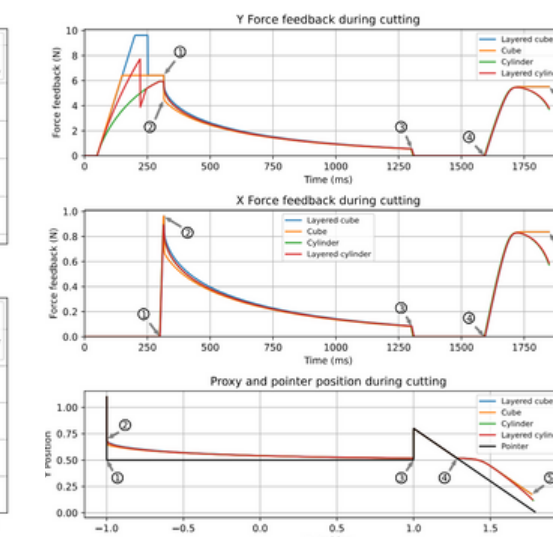 Y Force feedback during cutting
Force feedback (N)
10
8
6
4
2
0
① ② ③ ④
Layered cube
Cube
Cylinder
0 250 500 750 1000 1250 1500 1750
Time (ms)
X Force feedback during cutting
Force feedback (N)
1.0
0.8
0.6
0.4
0.2
0.0
① ② ③ ④
Layered cube
Cube
Cylinder
Layered cylinder
0 250 500 750 1000 1250 1500 1750
Time (ms)
Proxy and pointer position during cutting
Position
1.00
0.75
0.50
0.25
0.00
② ① ③ ④
Layered cube
Cube
Cylinder
Pointer
−1.0 −0.5 0.0 0.5 1.0 1.5